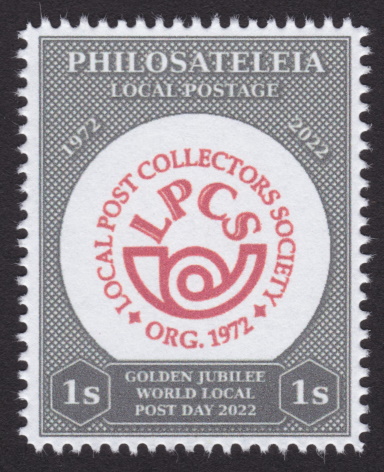 PHILOSATELEIA
LOCAL POSTAGE
1972
2022
LOCAL POST COLLECTORS SOCIETY
LPCS
ORG. 1972
1s
GOLDEN JUBILEE
WORLD LOCAL
POST DAY 2022
1s